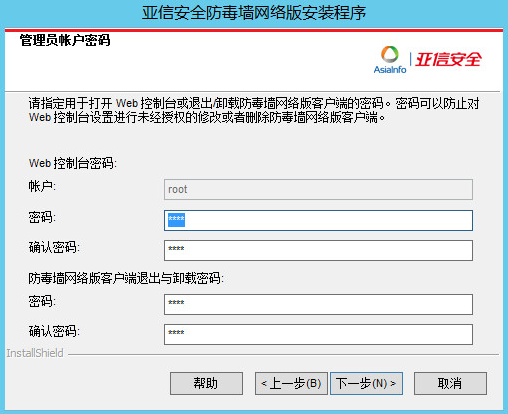 亚信安全防毒墙网络版安装程序
管理员帐户密码
AsiaInfo 亚信安全
请指定用于打开 Web 控制台或退出/卸载防毒墙网络版客户端的密码。密码可以防止对
Web 控制台设置进行未经授权的修改或者删除防毒墙网络版客户端。
Web 控制台密码:
帐户: root
密码: ****
确认密码: ****
防毒墙网络版客户端退出与卸载密码:
密码: ****
确认密码: ****
InstallShield
帮助 < 上一步(B) 下一步(N) > 取消